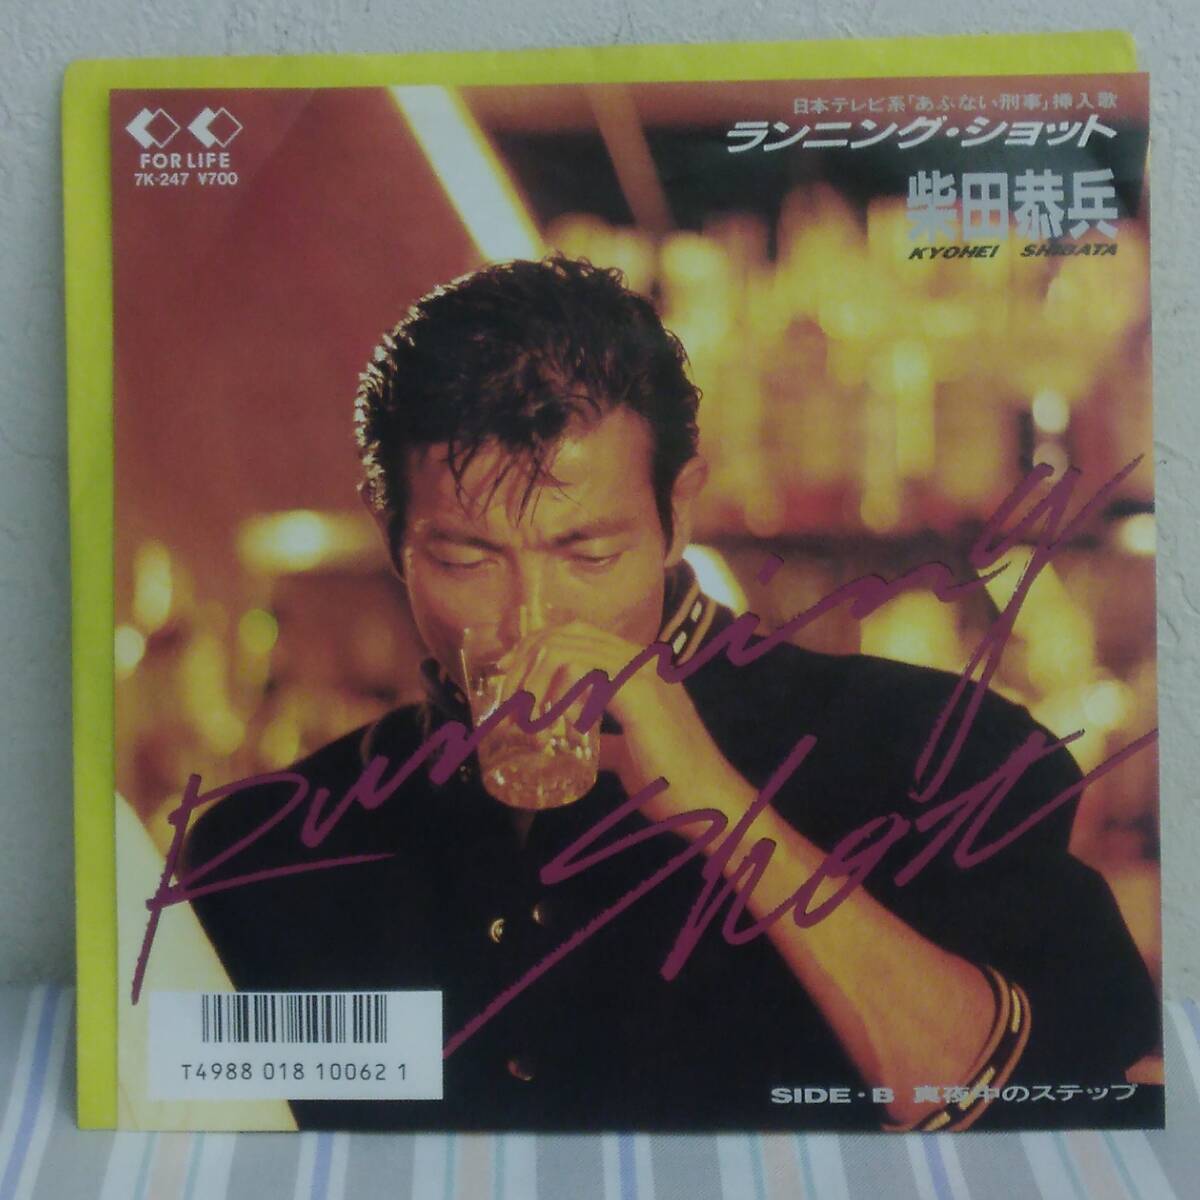 FOR LIFE
7K-247 ¥700
日本テレビ系「あぶない刑事」挿入歌
ランニング・ショット
柴田恭兵
KYOHEI SHIBATA
Running
Shot
T4988 018 10062 1
SIDE・B 真夜中のステップ